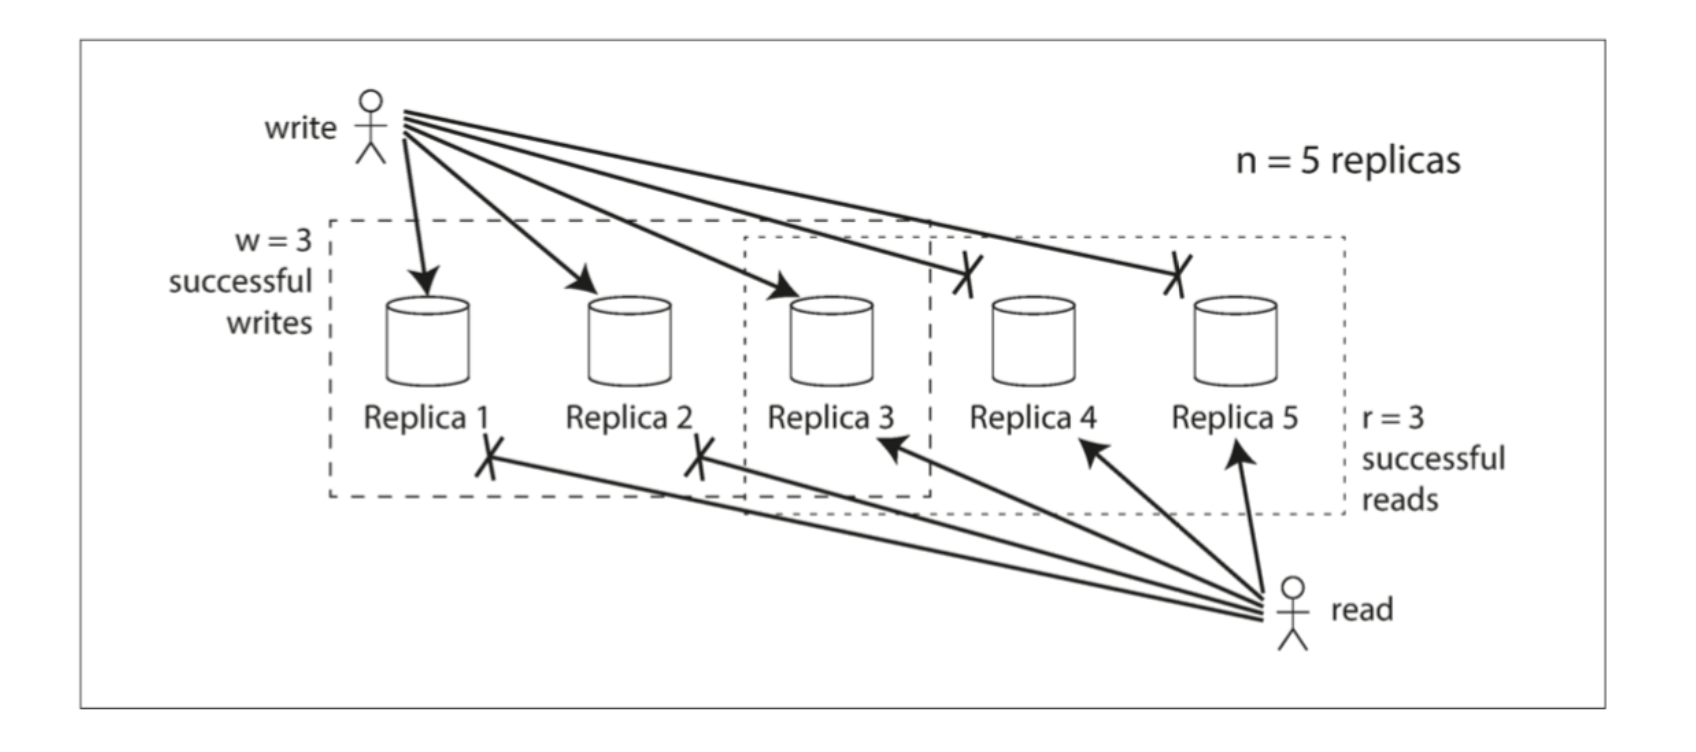 write
n = 5 replicas
w = 3
successful
writes
Replica 1
Replica 2
Replica 3
Replica 4
Replica 5
r = 3
successful
reads
read